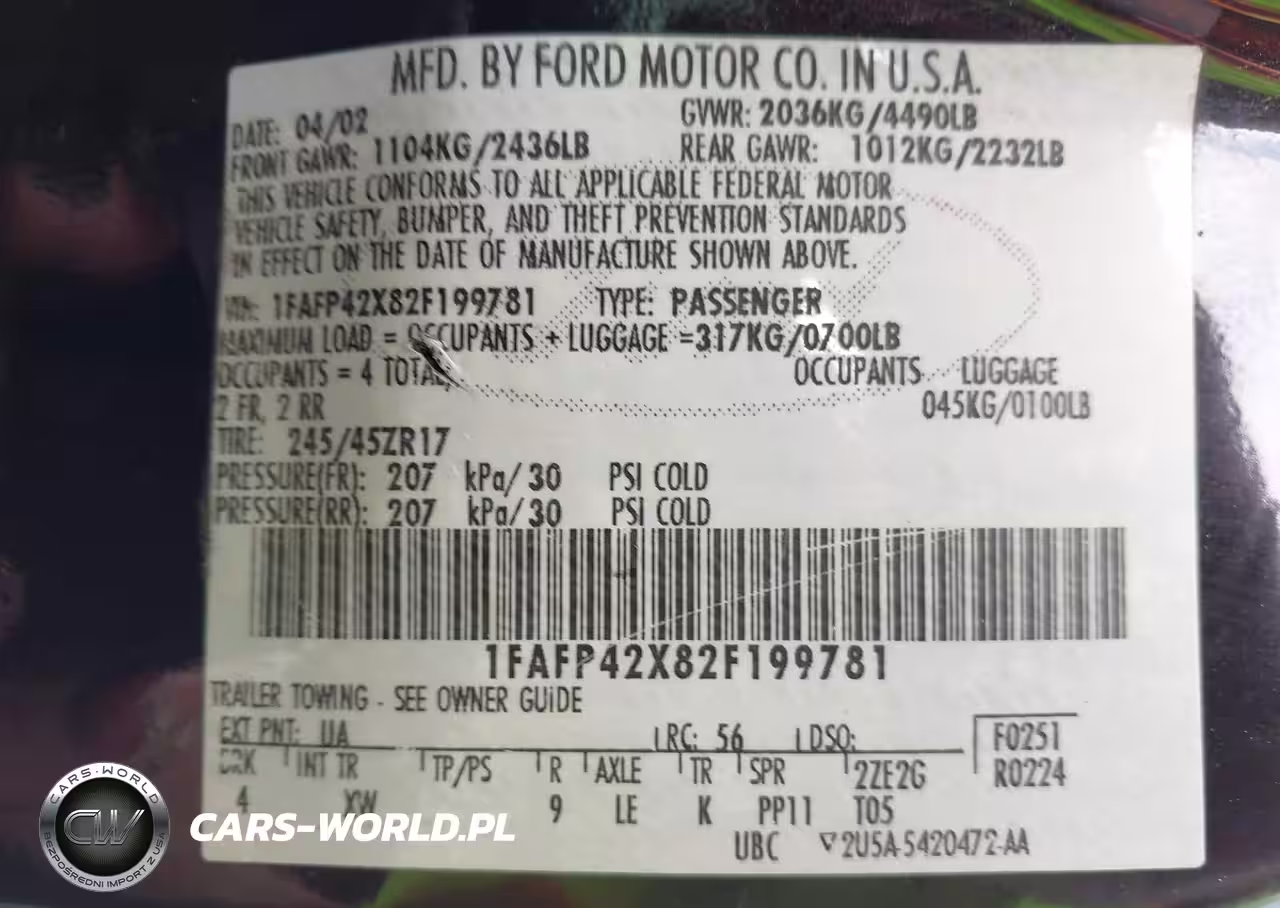 MFD. BY FORD MOTOR CO. IN U.S.A.
DATE: 04/02 GVWR: 2036KG/4490LB
FRONT GAWR: 1104KG/2436LB REAR GAWR: 1012KG/2232LB
THIS VEHICLE CONFORMS TO ALL APPLICABLE FEDERAL MOTOR
VEHICLE SAFETY, BUMPER, AND THEFT PREVENTION STANDARDS
IN EFFECT ON THE DATE OF MANUFACTURE SHOWN ABOVE.
VIN: 1FAFP42X82F199781 TYPE: PASSENGER
MAXIMUM LOAD = OCCUPANTS + LUGGAGE =317KG/0700LB
OCCUPANTS = 4 TOTAL, OCCUPANTS LUGGAGE
2 FR, 2 RR 045KG/0100LB
TIRE: 245/45ZR17
PRESSURE(FR): 207 kPa/ 30 PSI COLD
PRESSURE(RR): 207 kPa/ 30 PSI COLD
1FAFP42X82F199781
TRAILER TOWING - SEE OWNER GUIDE
EXT PNT: UA RC: 56 DSO: F0251
BRK INT TR TP/PS R AXLE TR SPR 2ZE2G R0224
4 XW 9 LE K PP11 T05
UBC ▽2U5A-5420472-AA
CARS-WORLD
CW
BEZPOŚREDNI IMPORT Z USA
CARS-WORLD.PL